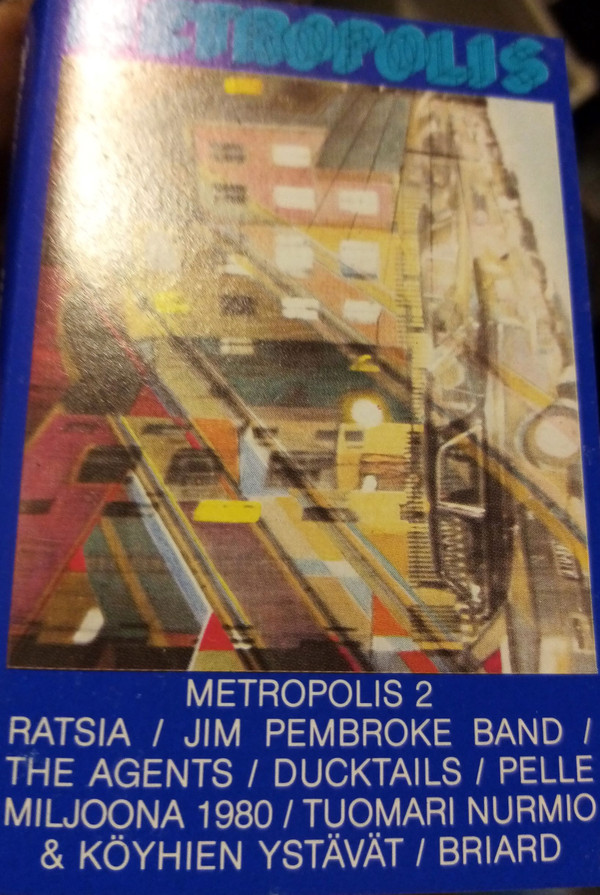 METROPOLIS
METROPOLIS 2
RATSIA / JIM PEMBROKE BAND /
THE AGENTS / DUCKTAILS / PELLE
MILJOONA 1980 / TUOMARI NURMIO
& KÖYHIEN YSTÄVÄT / BRIARD